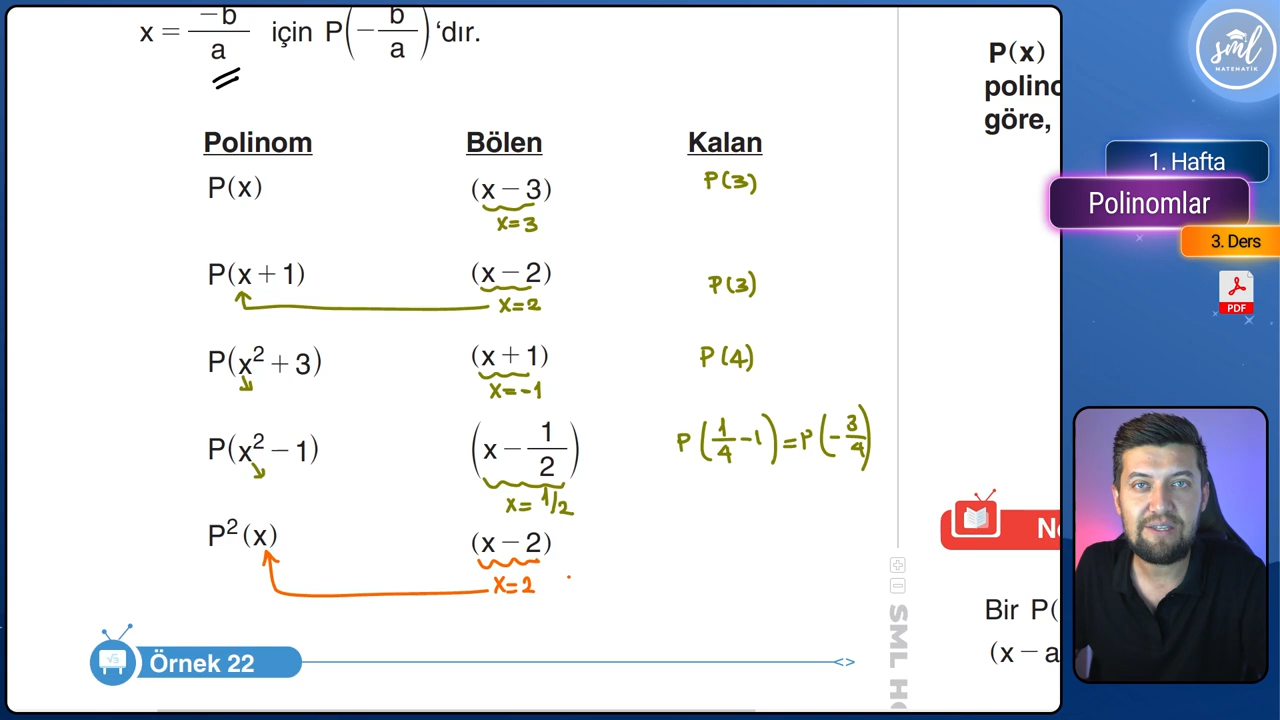 x = -b/a için P(-b/a) ‘dır.
Polinom Bölen Kalan
P(x) (x − 3) P(3)
x=3
P(x + 1) (x − 2) P(3)
x=2
P(x² + 3) (x + 1) P(4)
x=-1
P(x² − 1) (x − 1/2) P(1/4-1)=P(-3/4)
x=1/2
P²(x) (x − 2)
x=2
√5
Örnek 22
<>
P(x)
polino
göre,
No
Bir P(
(x − a
SML H
sml
MATEMATİK
1. Hafta
Polinomlar
3. Ders
PDF